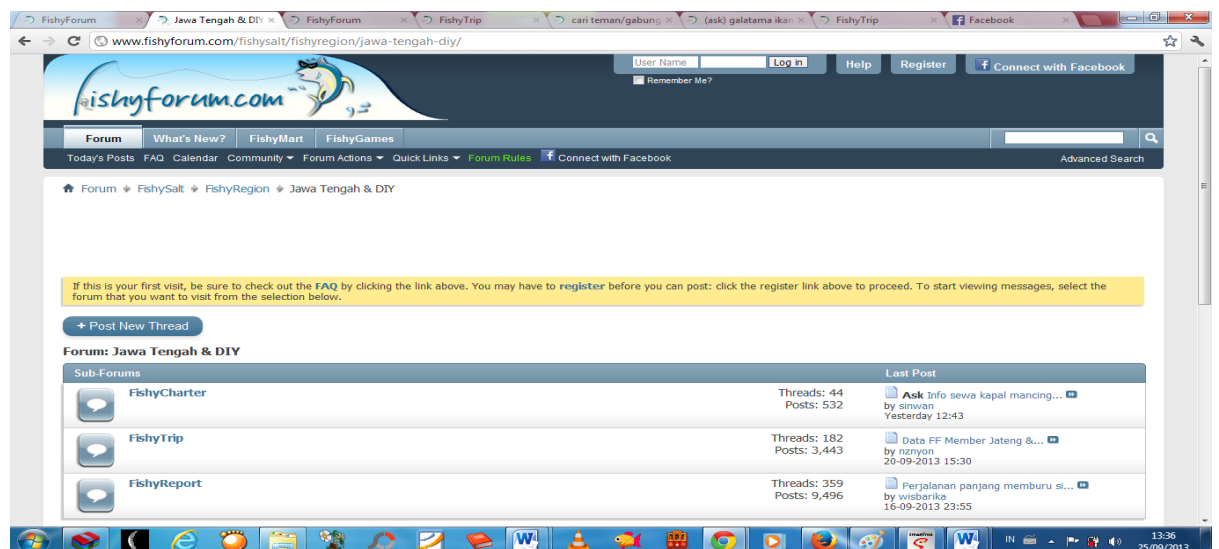 FishyForum
Jawa Tengah & DIY
FishyForum
FishyTrip
cari teman/gabung
(ask) galatama ikan
FishyTrip
Facebook
www.fishyforum.com/fishysalt/fishyregion/jawa-tengah-diy/
fishyforum.com
User Name
Log in
Help
Register
Connect with Facebook
Remember Me?
Forum
What's New?
FishyMart
FishyGames
Today's Posts FAQ Calendar Community Forum Actions Quick Links Forum Rules Connect with Facebook
Advanced Search
Forum FishySalt FishyRegion Jawa Tengah & DIY
If this is your first visit, be sure to check out the FAQ by clicking the link above. You may have to register before you can post: click the register link above to proceed. To start viewing messages, select the
forum that you want to visit from the selection below.
+ Post New Thread
Forum: Jawa Tengah & DIY
Sub-Forums
Last Post
FishyCharter
Threads: 44
Posts: 532
Ask Info sewa kapal mancing...
by sinwan
Yesterday 12:43
FishyTrip
Threads: 182
Posts: 3,443
Data FF Member Jateng &...
by nznyon
20-09-2013 15:30
FishyReport
Threads: 359
Posts: 9,496
Perjalanan panjang memburu si...
by wisbarika
16-09-2013 23:55
IN
13:36
25/09/2013